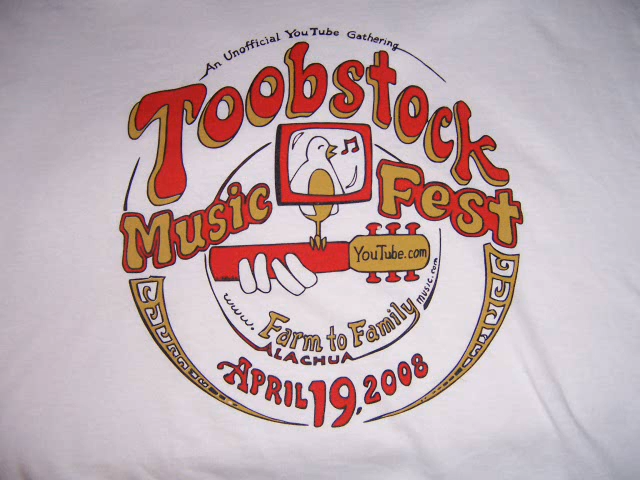 An Unofficial YouTube Gathering
Toobstock
Music Fest
YouTube.com
www. Farm to Family music.com
ALACHUA
APRIL 19, 2008